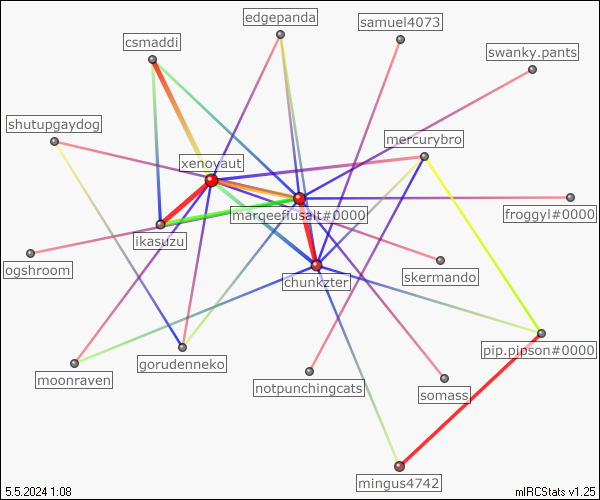 edgepanda
samuel4073
csmaddi
swanky.pants
shutupgaydog
mercurybro
xenoyaut
marqeefiusalt#0000
froggyl#0000
ikasuzu
ogshroom
skermando
chunkzter
pip.pipson#0000
gorudenneko
moonraven
notpunchingcats
somass
mingus4742
5.5.2024 1:08
mIRCStats v1.25